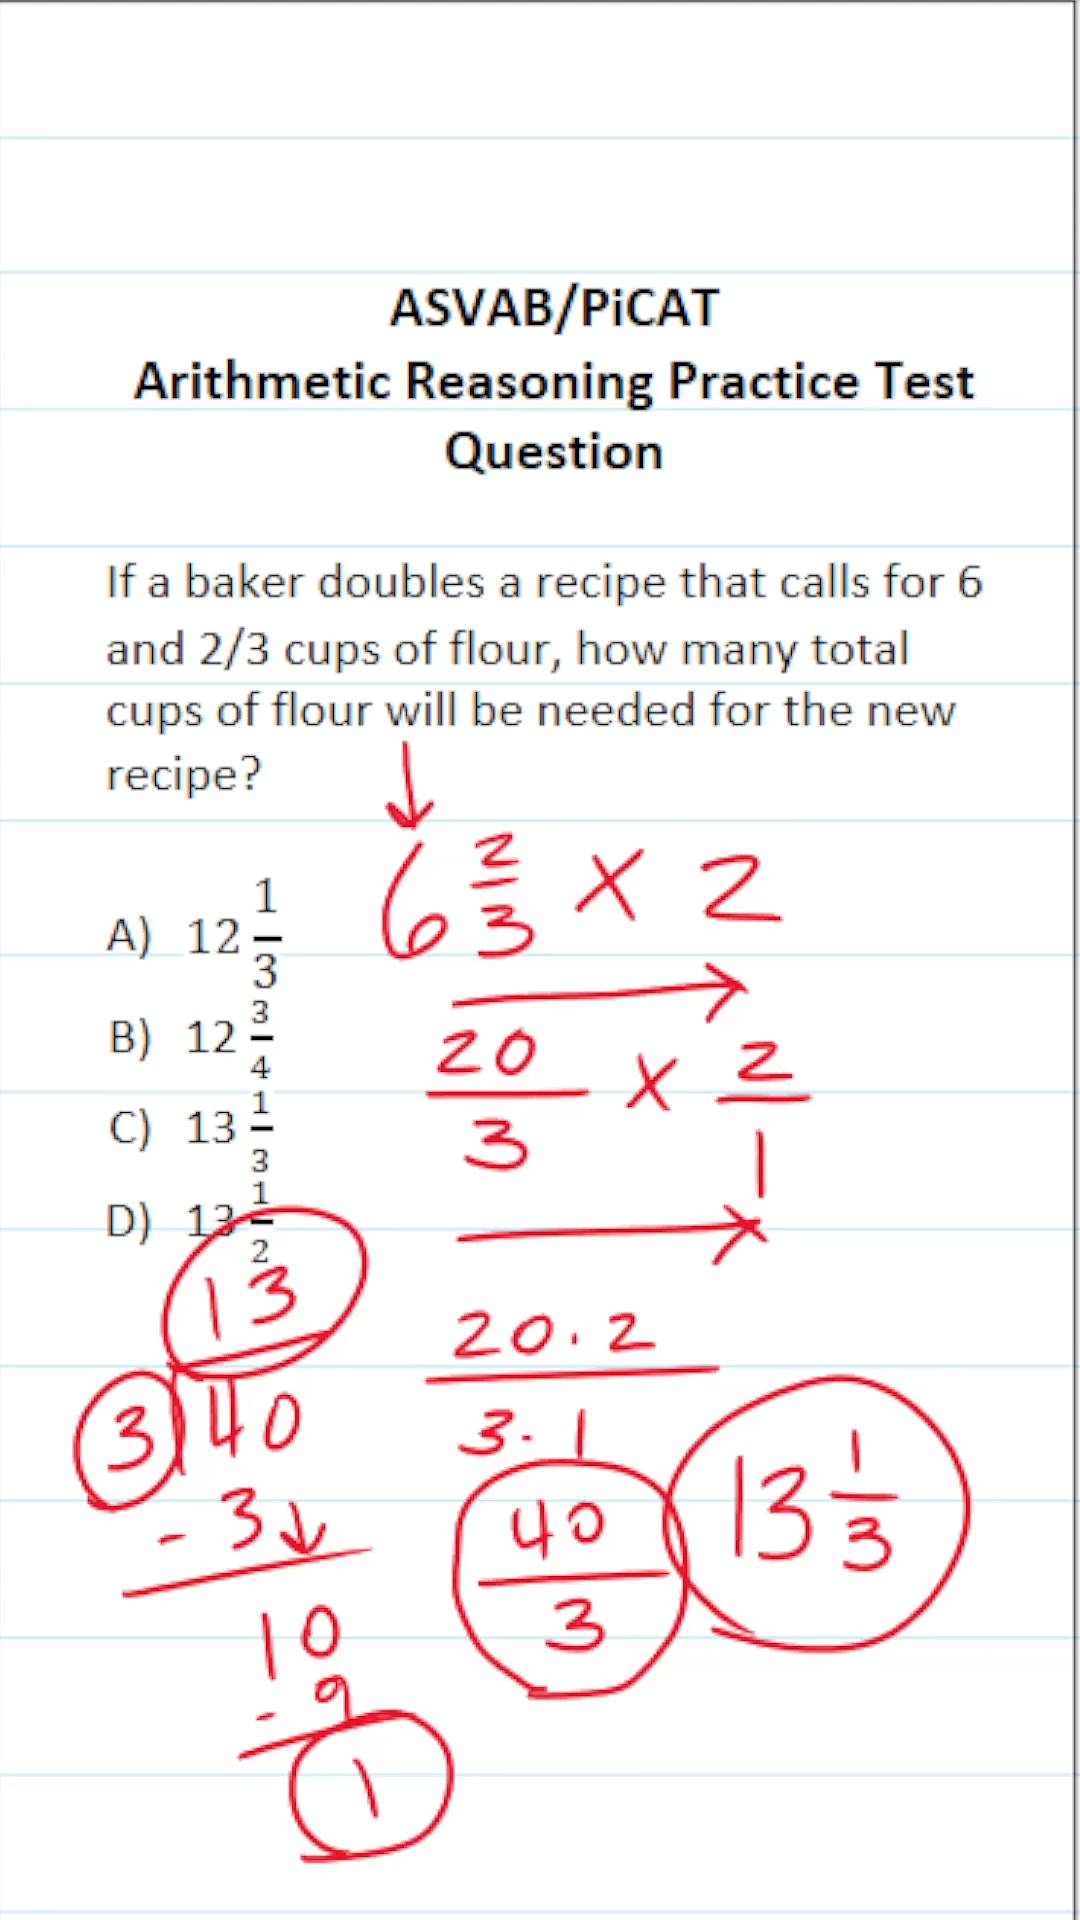 ASVAB/PiCAT
Arithmetic Reasoning Practice Test
Question
If a baker doubles a recipe that calls for 6
and 2/3 cups of flour, how many total
cups of flour will be needed for the new
recipe?
A) 12 1/3
B) 12 3/4
C) 13 1/3
D) 13 1/2
6 2/3 × 2
20/3 × 2/1
20·2
3·1
40/3
13 1/3
13
3)40
-3↓
10
-9
1